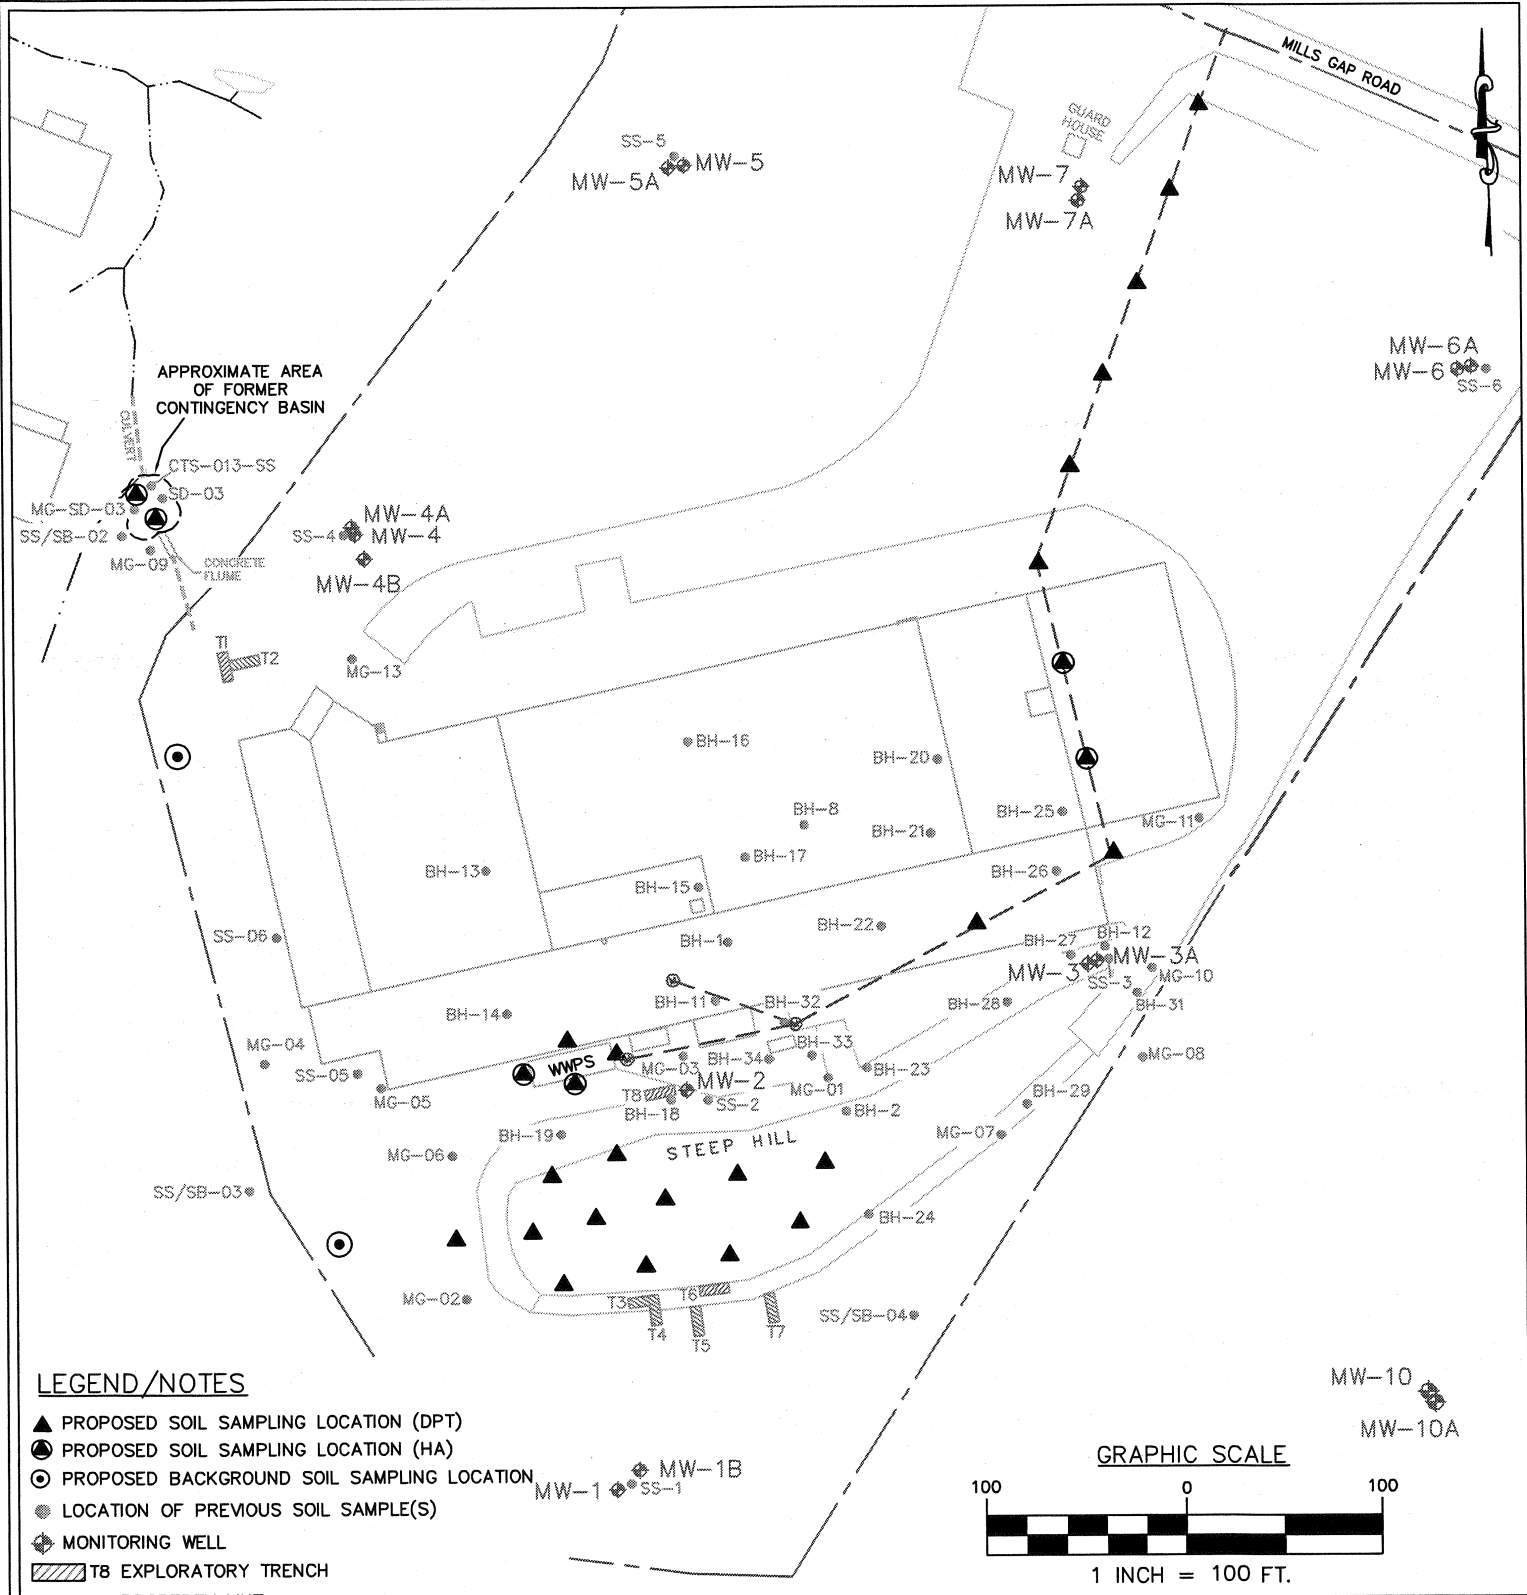 MILLS GAP ROAD
GUARD
HOUSE
SS-5
MW-5
MW-5A
MW-7
MW-7A
MW-6A
MW-6
SS-6
APPROXIMATE AREA
OF FORMER
CONTINGENCY BASIN
CULVERT
CTS-013-SS
SD-03
MG-SD-03
SS/SB-02
MG-09
CONCRETE
FLUME
MW-4A
SS-4
MW-4
MW-4B
T1
T2
MG-13
BH-16
BH-20
BH-8
BH-25
MG-11
BH-21
BH-17
BH-13
BH-15
BH-26
BH-22
SS-06
BH-1
BH-27
BH-12
MW-3A
MW-3
SS-3
MG-10
BH-11
BH-32
BH-28
BH-31
BH-14
MG-04
BH-33
MG-08
WWPS
MG-03
BH-34
BH-23
SS-05
MW-2
MG-01
MG-05
T8
BH-18
SS-2
BH-2
BH-29
BH-19
STEEP HILL
MG-07
MG-06
SS/SB-03
BH-24
MG-02
T3
T6
SS/SB-04
T4
T5
T7
LEGEND/NOTES
PROPOSED SOIL SAMPLING LOCATION (DPT)
PROPOSED SOIL SAMPLING LOCATION (HA)
PROPOSED BACKGROUND SOIL SAMPLING LOCATION
LOCATION OF PREVIOUS SOIL SAMPLE(S)
MONITORING WELL
T8 EXPLORATORY TRENCH
MW-1B
MW-1
SS-1
MW-10
MW-10A
GRAPHIC SCALE
100 0 100
1 INCH = 100 FT.